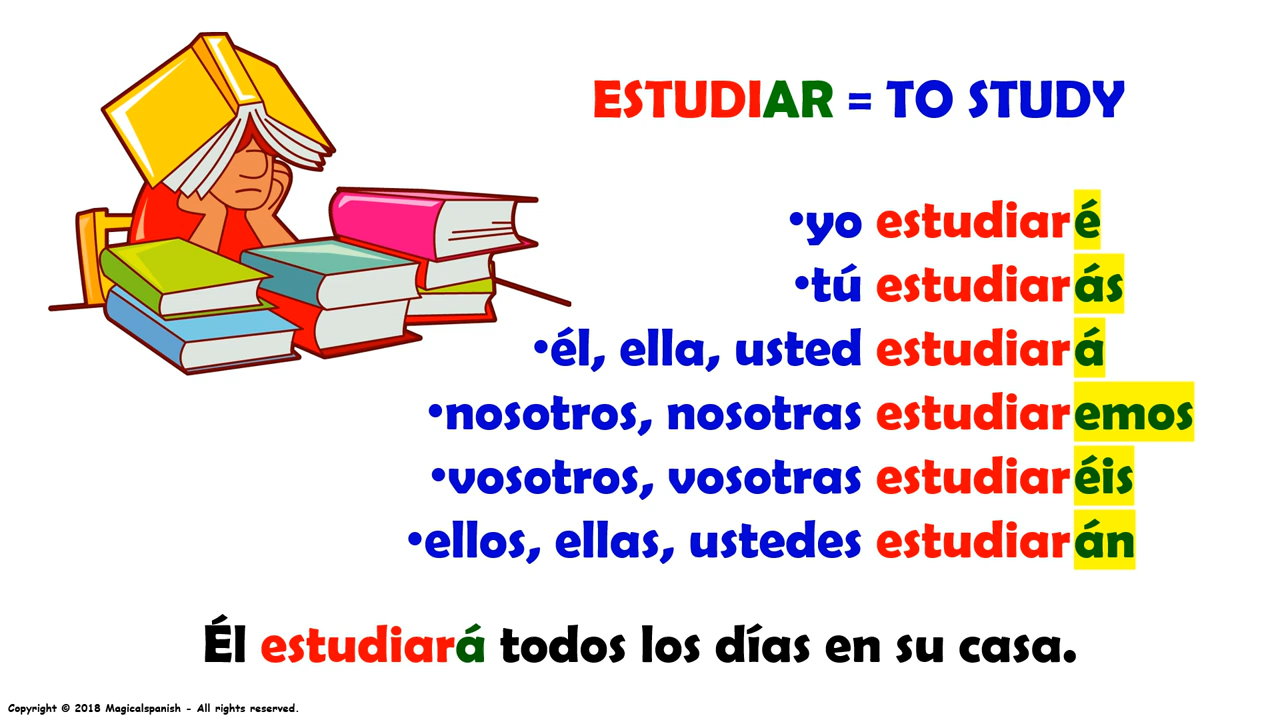 ESTUDIAR = TO STUDY
•yo estudiaré
•tú estudiarás
•él, ella, usted estudiará
•nosotros, nosotras estudiaremos
•vosotros, vosotras estudiaréis
•ellos, ellas, ustedes estudiarán
Él estudiará todos los días en su casa.
Copyright © 2018 Magicalspanish - All rights reserved.